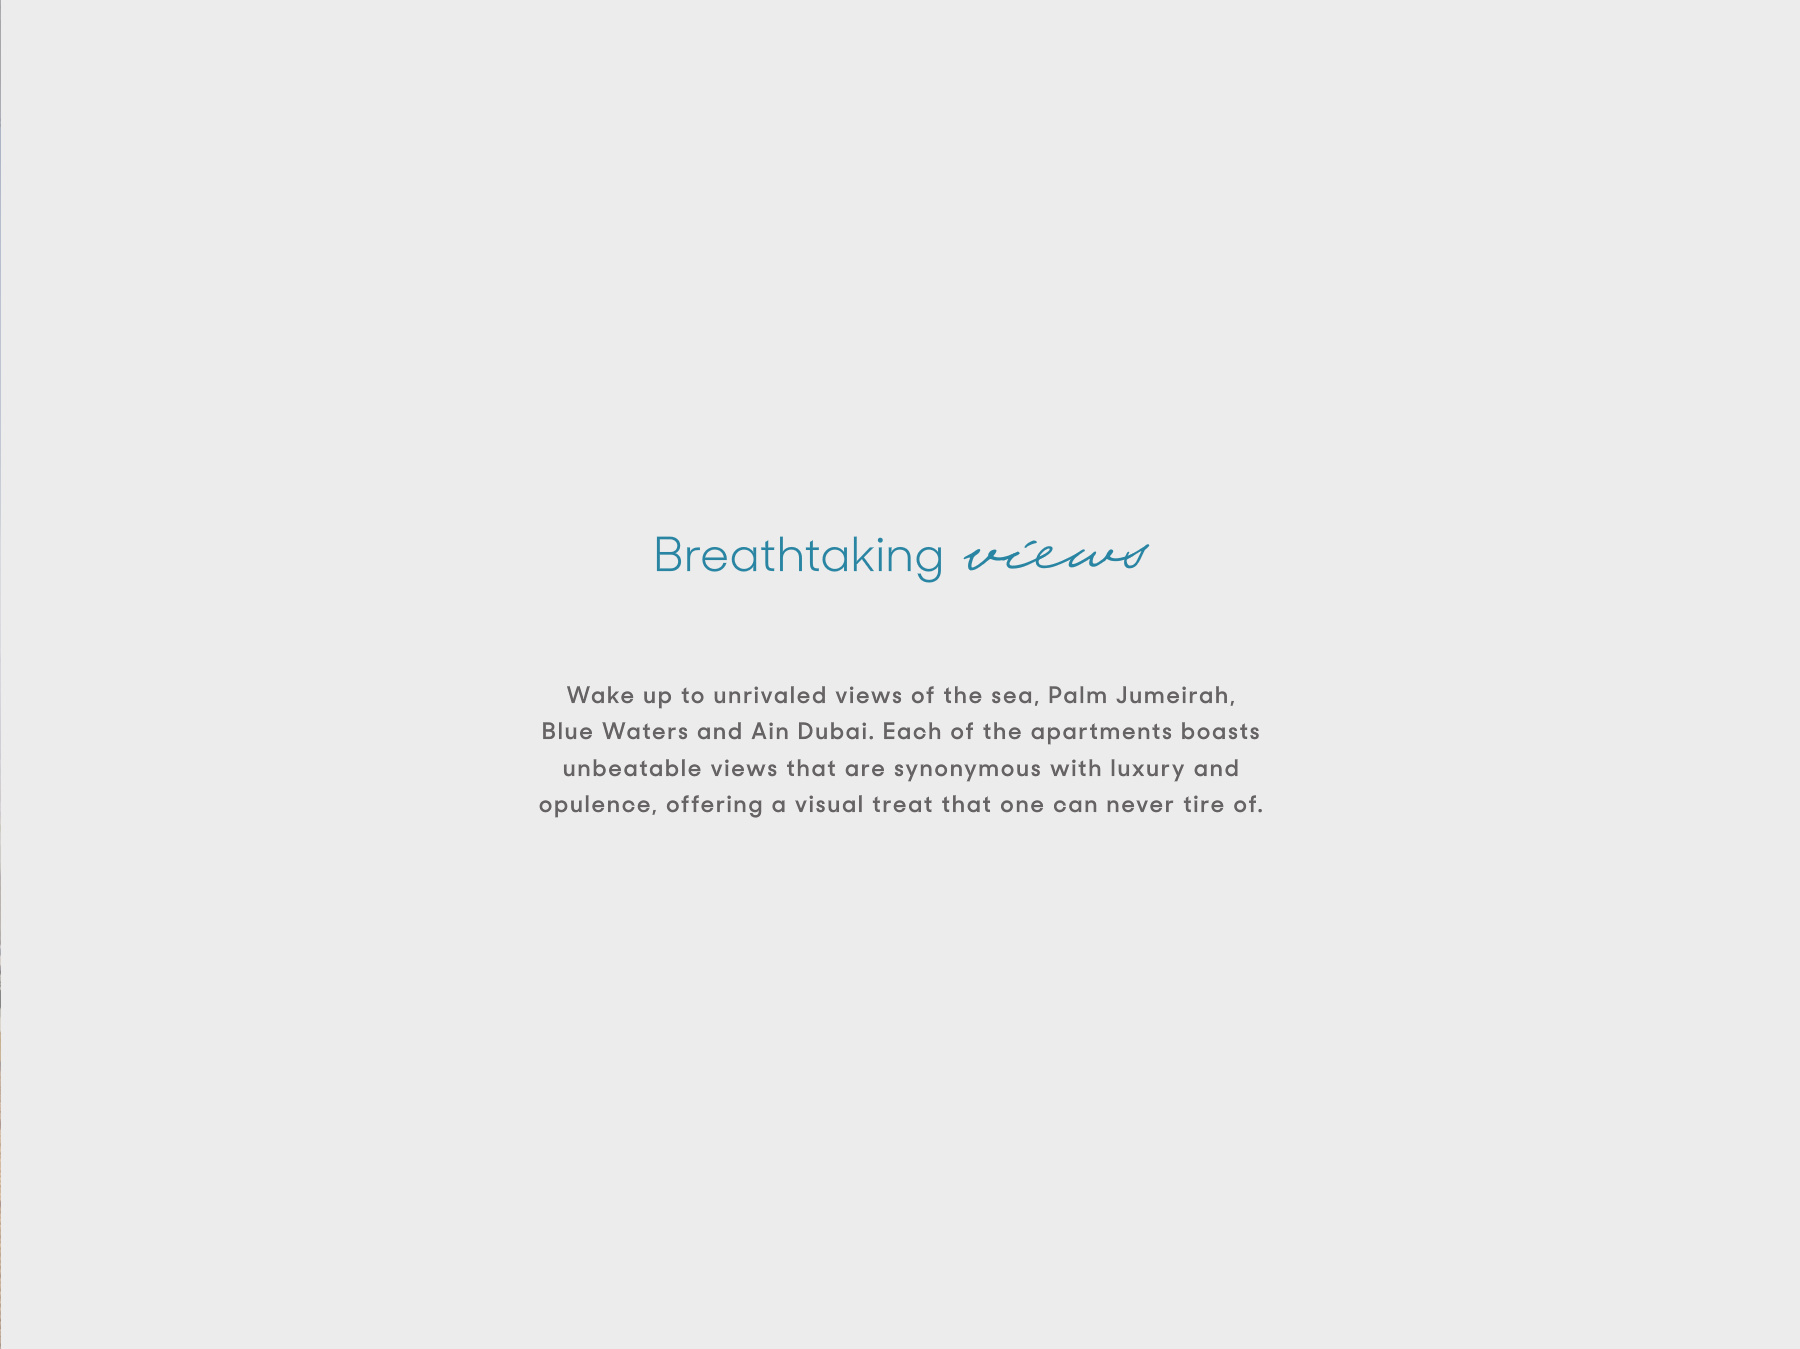 Breathtaking views
Wake up to unrivaled views of the sea, Palm Jumeirah,
Blue Waters and Ain Dubai. Each of the apartments boasts
unbeatable views that are synonymous with luxury and
opulence, offering a visual treat that one can never tire of.